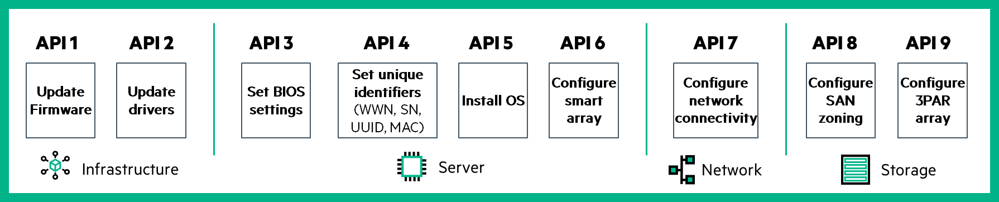 API 1
API 2
API 3
API 4
API 5
API 6
API 7
API 8
API 9
Update
Firmware
Update
drivers
Set BIOS
settings
Set unique
identifiers
(WWN, SN,
UUID, MAC)
Install OS
Configure
smart
array
Configure
network
connectivity
Configure
SAN
zoning
Configure
3PAR
array
Infrastructure
Server
Network
Storage